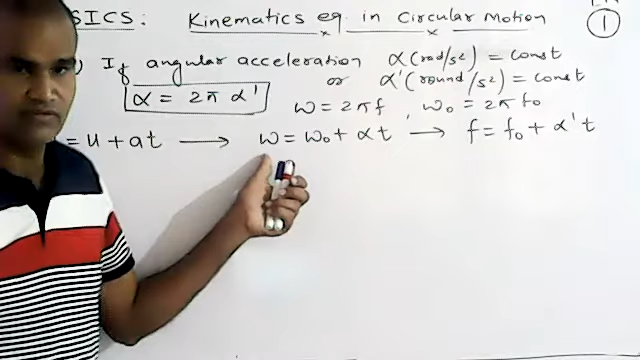 SICS: Kinematics eq. in Circular Motion
1
) If angular acceleration α(rad/s²) = const
or α'(round/s²) = const
α = 2π α'
ω = 2πf, ω₀ = 2π f₀
= u + at → ω = ω₀ + αt → f = f₀ + α't